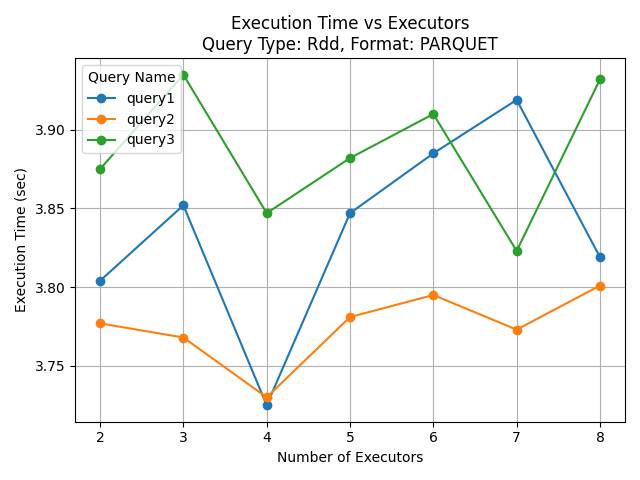 Execution Time vs Executors
Query Type: Rdd, Format: PARQUET
Query Name
query1
query2
query3
Execution Time (sec)
3.90
3.85
3.80
3.75
2 3 4 5 6 7 8
Number of Executors